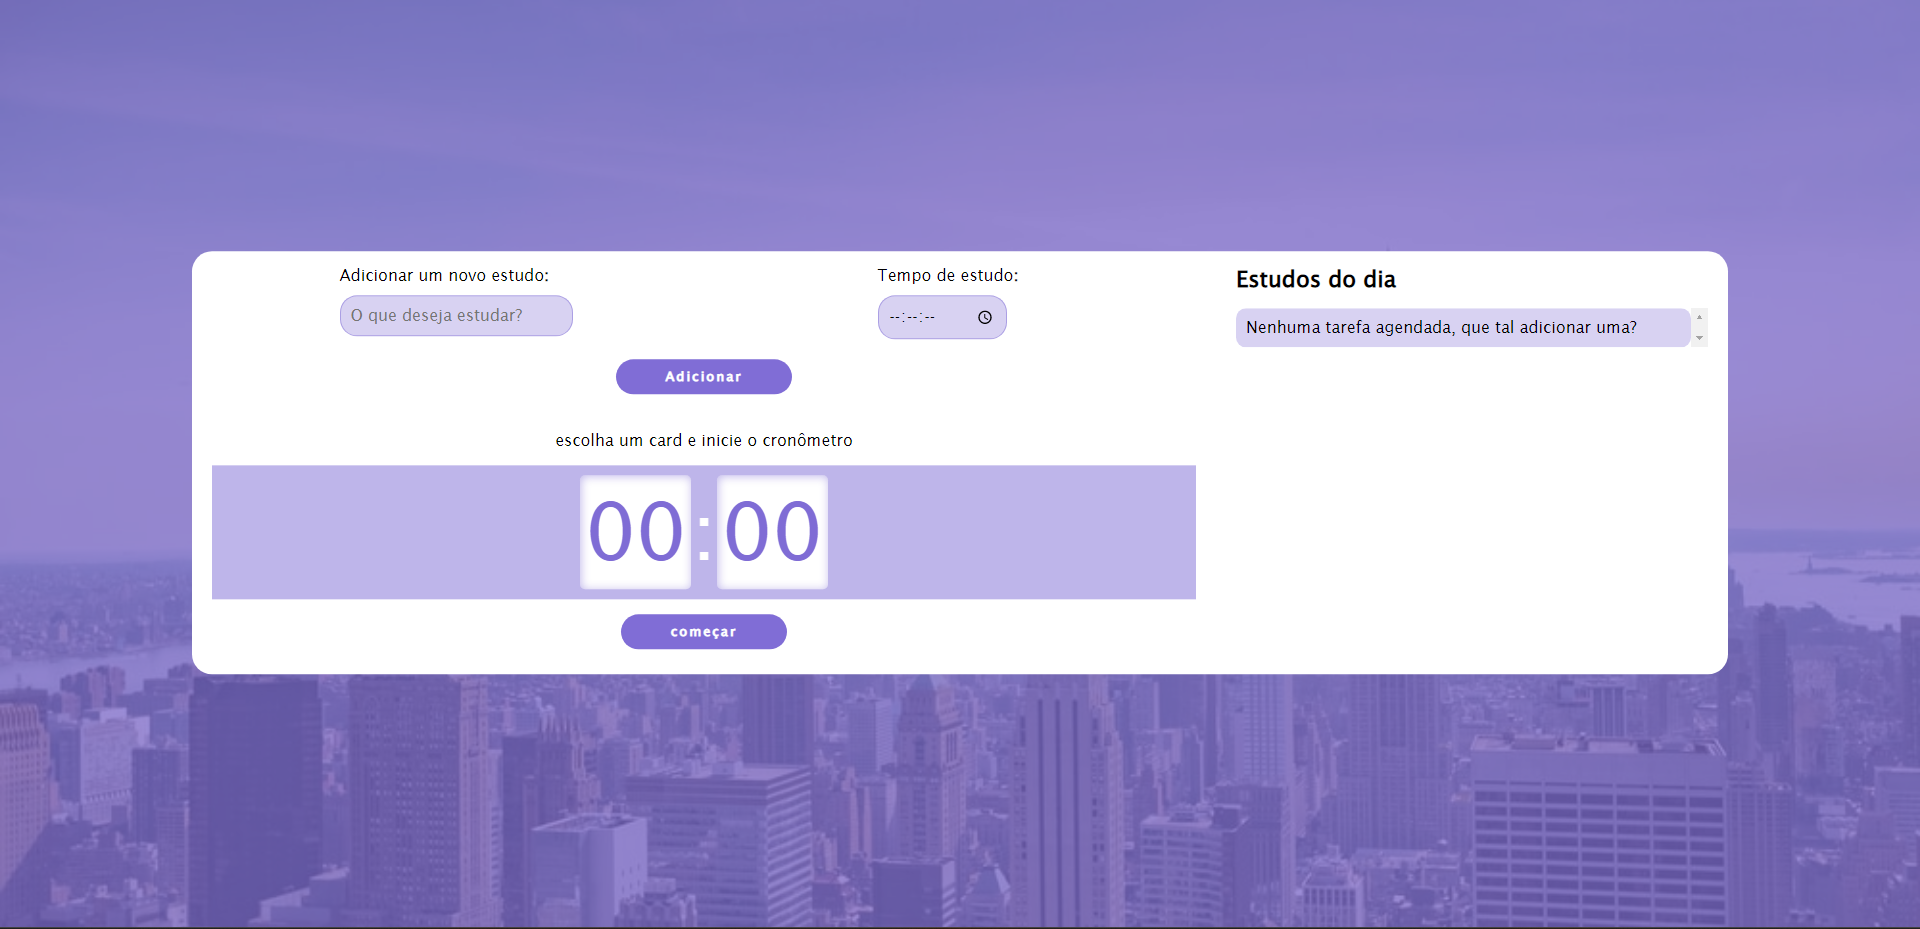 Adicionar um novo estudo:
O que deseja estudar?
Tempo de estudo:
--:--:--
Adicionar
escolha um card e inicie o cronômetro
00:00
começar
Estudos do dia
Nenhuma tarefa agendada, que tal adicionar uma?